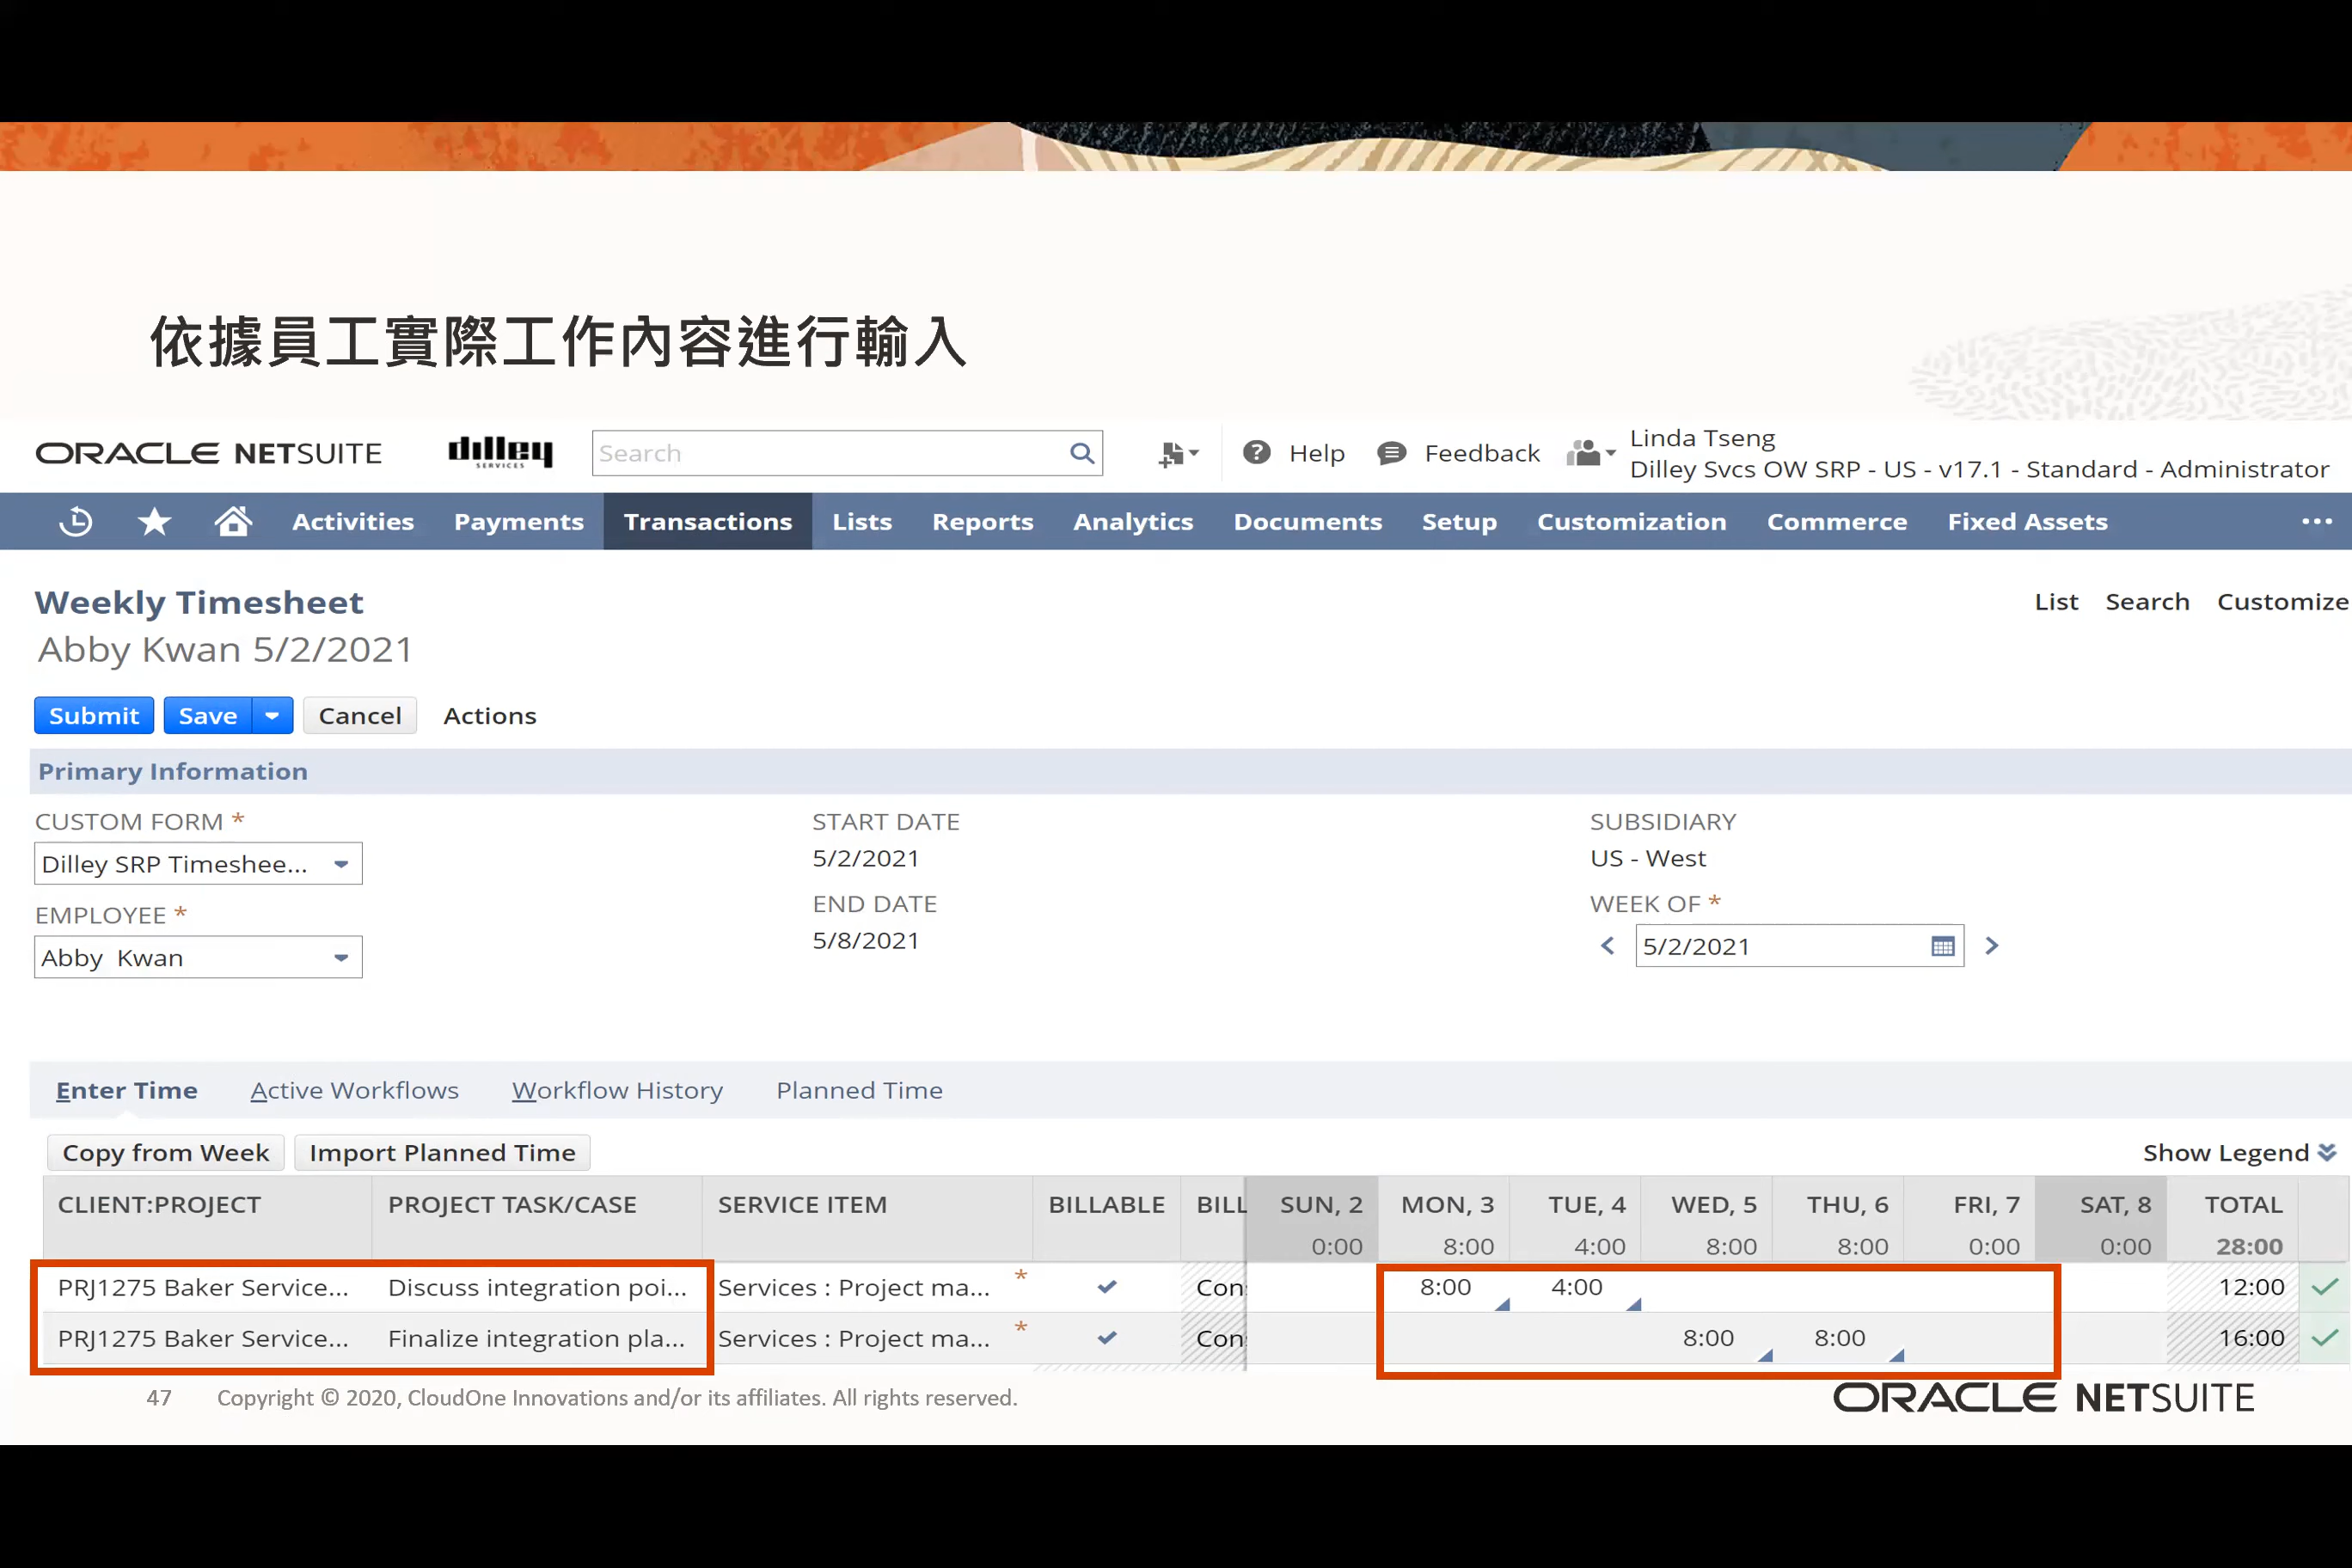 依據員工實際工作內容進行輸入
ORACLE NETSUITE
dilley
SERVICES
Search
Help
Feedback
Linda Tseng
Dilley Svcs OW SRP - US - v17.1 - Standard - Administrator
Activities Payments Transactions Lists Reports Analytics Documents Setup Customization Commerce Fixed Assets
Weekly Timesheet
List Search Customize
Abby Kwan 5/2/2021
Submit Save Cancel Actions
Primary Information
CUSTOM FORM *
Dilley SRP Timeshee...
EMPLOYEE *
Abby Kwan
START DATE
5/2/2021
END DATE
5/8/2021
SUBSIDIARY
US - West
WEEK OF *
5/2/2021
Enter Time Active Workflows Workflow History Planned Time
Copy from Week Import Planned Time Show Legend
CLIENT:PROJECT PROJECT TASK/CASE SERVICE ITEM BILLABLE BILL SUN, 2 MON, 3 TUE, 4 WED, 5 THU, 6 FRI, 7 SAT, 8 TOTAL
0:00 8:00 4:00 8:00 8:00 0:00 0:00 28:00
PRJ1275 Baker Service... Discuss integration poi... Services : Project ma... * Con 8:00 4:00 12:00
PRJ1275 Baker Service... Finalize integration pla... Services : Project ma... * Con 8:00 8:00 16:00
47 Copyright © 2020, CloudOne Innovations and/or its affiliates. All rights reserved.
ORACLE NETSUITE